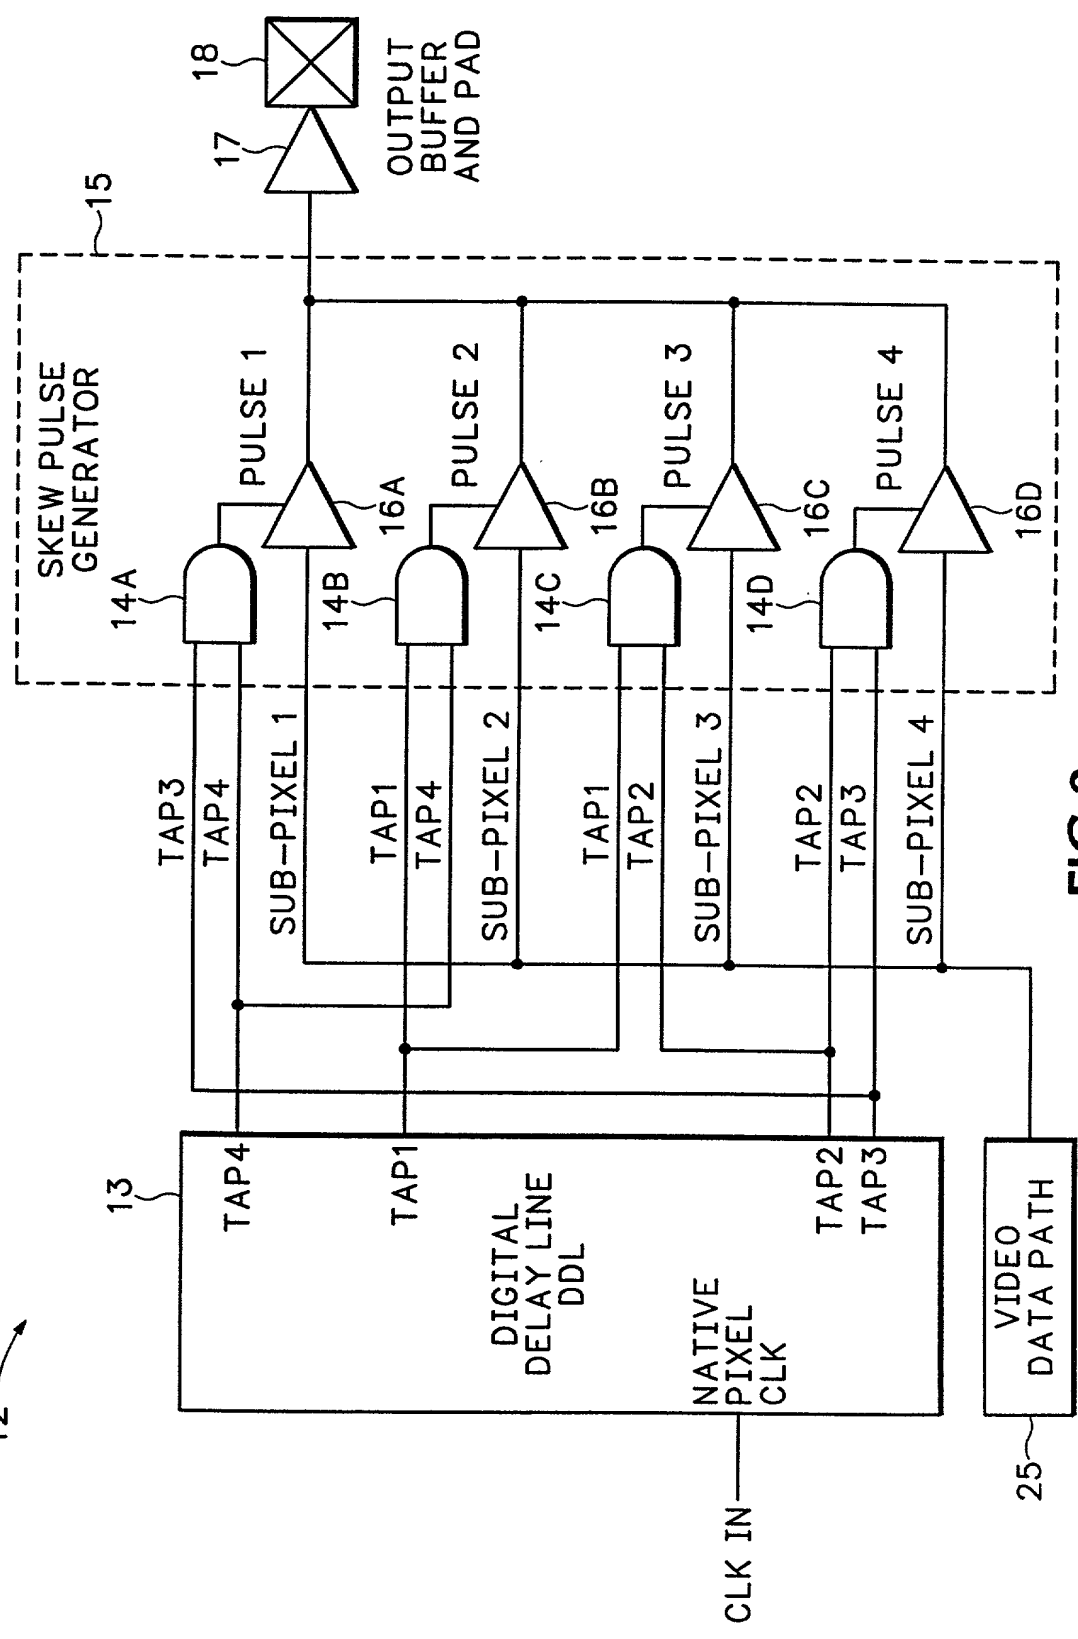 12
CLK IN
NATIVE
PIXEL
CLK
13
DIGITAL
DELAY LINE
DDL
TAP4
TAP1
TAP2
TAP3
25
VIDEO
DATA PATH
TAP3
TAP4
SUB-PIXEL 1
TAP1
TAP4
SUB-PIXEL 2
TAP1
TAP2
SUB-PIXEL 3
TAP2
TAP3
SUB-PIXEL 4
SKEW PULSE
GENERATOR
15
14A
16A
PULSE 1
14B
16B
PULSE 2
14C
16C
PULSE 3
14D
16D
PULSE 4
17
18
OUTPUT
BUFFER
AND PAD